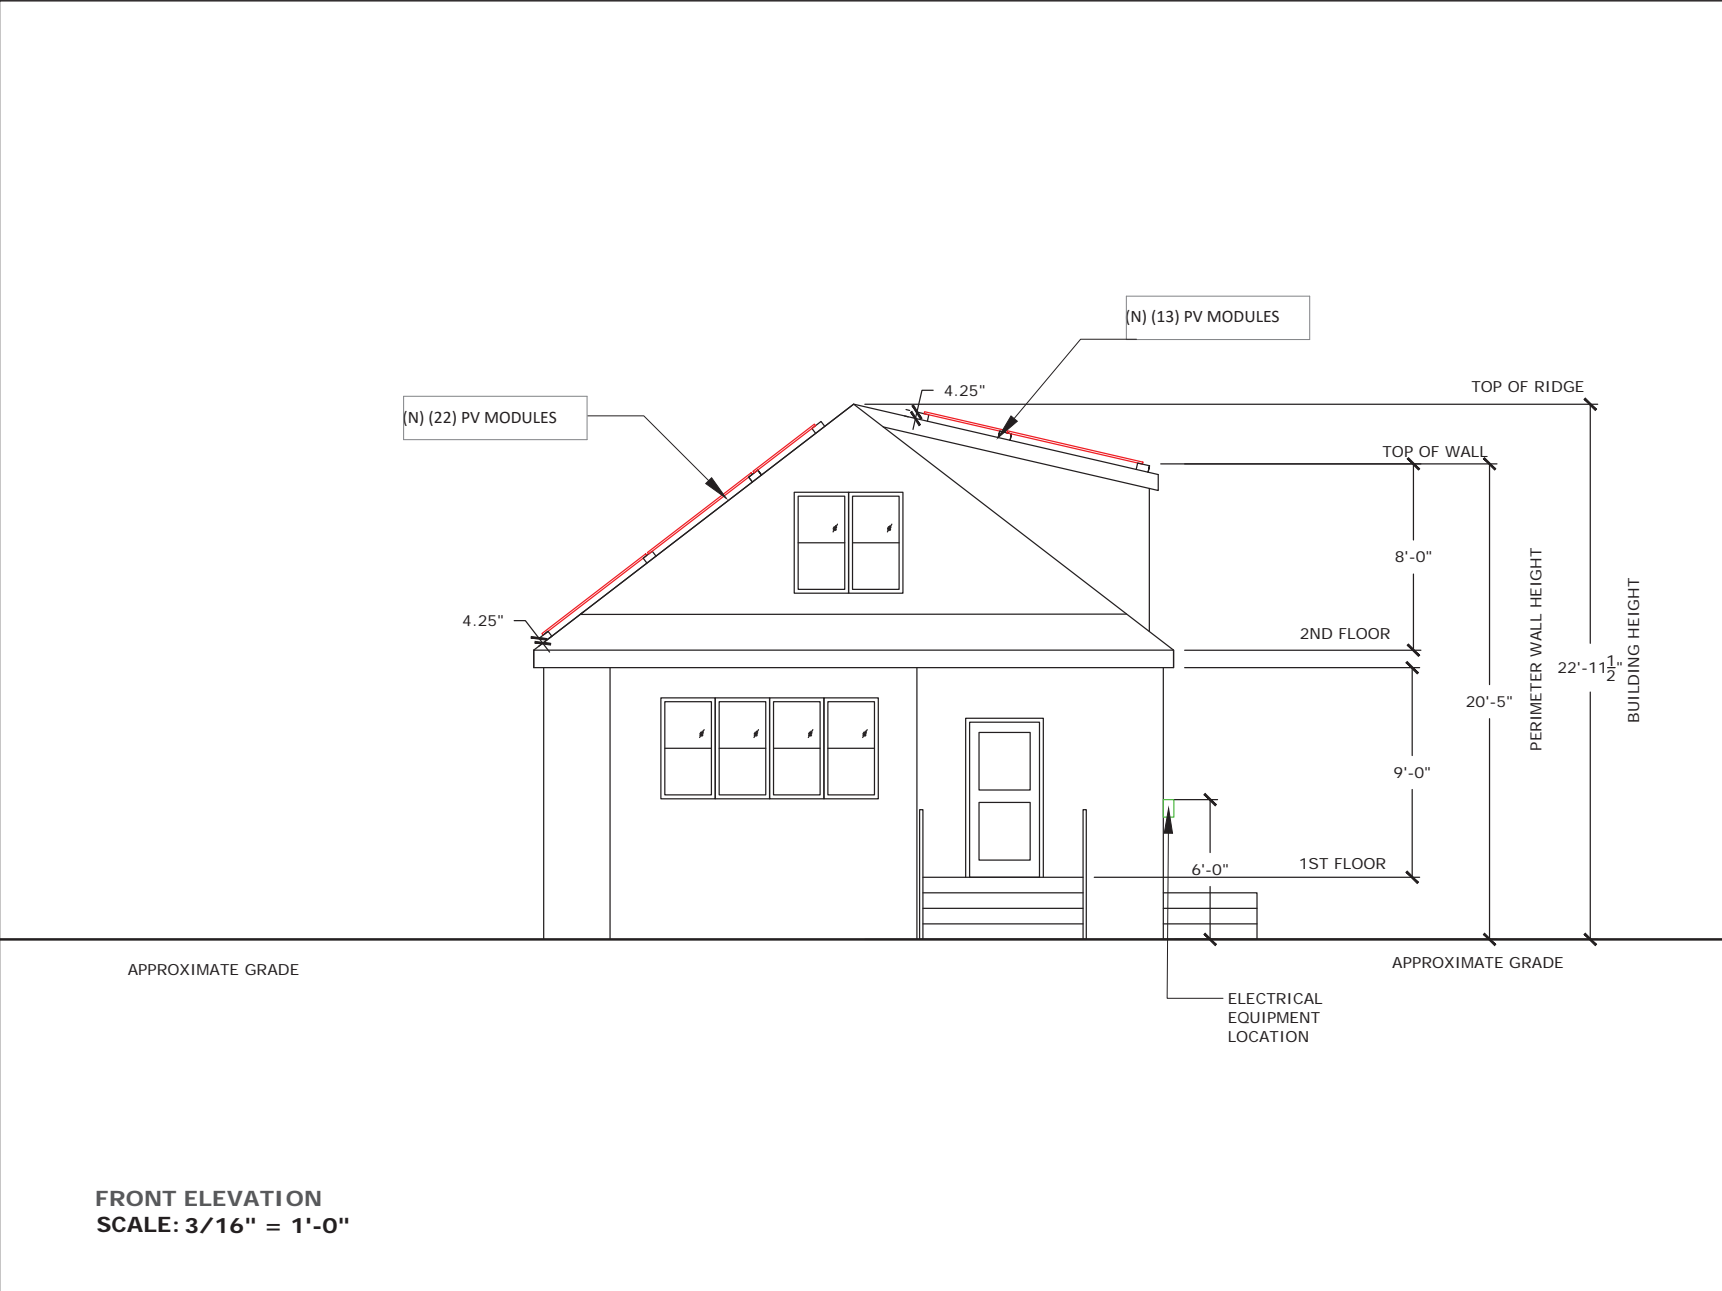 (N) (13) PV MODULES
4.25"
TOP OF RIDGE
(N) (22) PV MODULES
TOP OF WALL
8'-0"
4.25"
2ND FLOOR
PERIMETER WALL HEIGHT
22'-11 1/2"
BUILDING HEIGHT
20'-5"
9'-0"
6'-0"
1ST FLOOR
APPROXIMATE GRADE
APPROXIMATE GRADE
ELECTRICAL
EQUIPMENT
LOCATION
FRONT ELEVATION
SCALE: 3/16" = 1'-0"